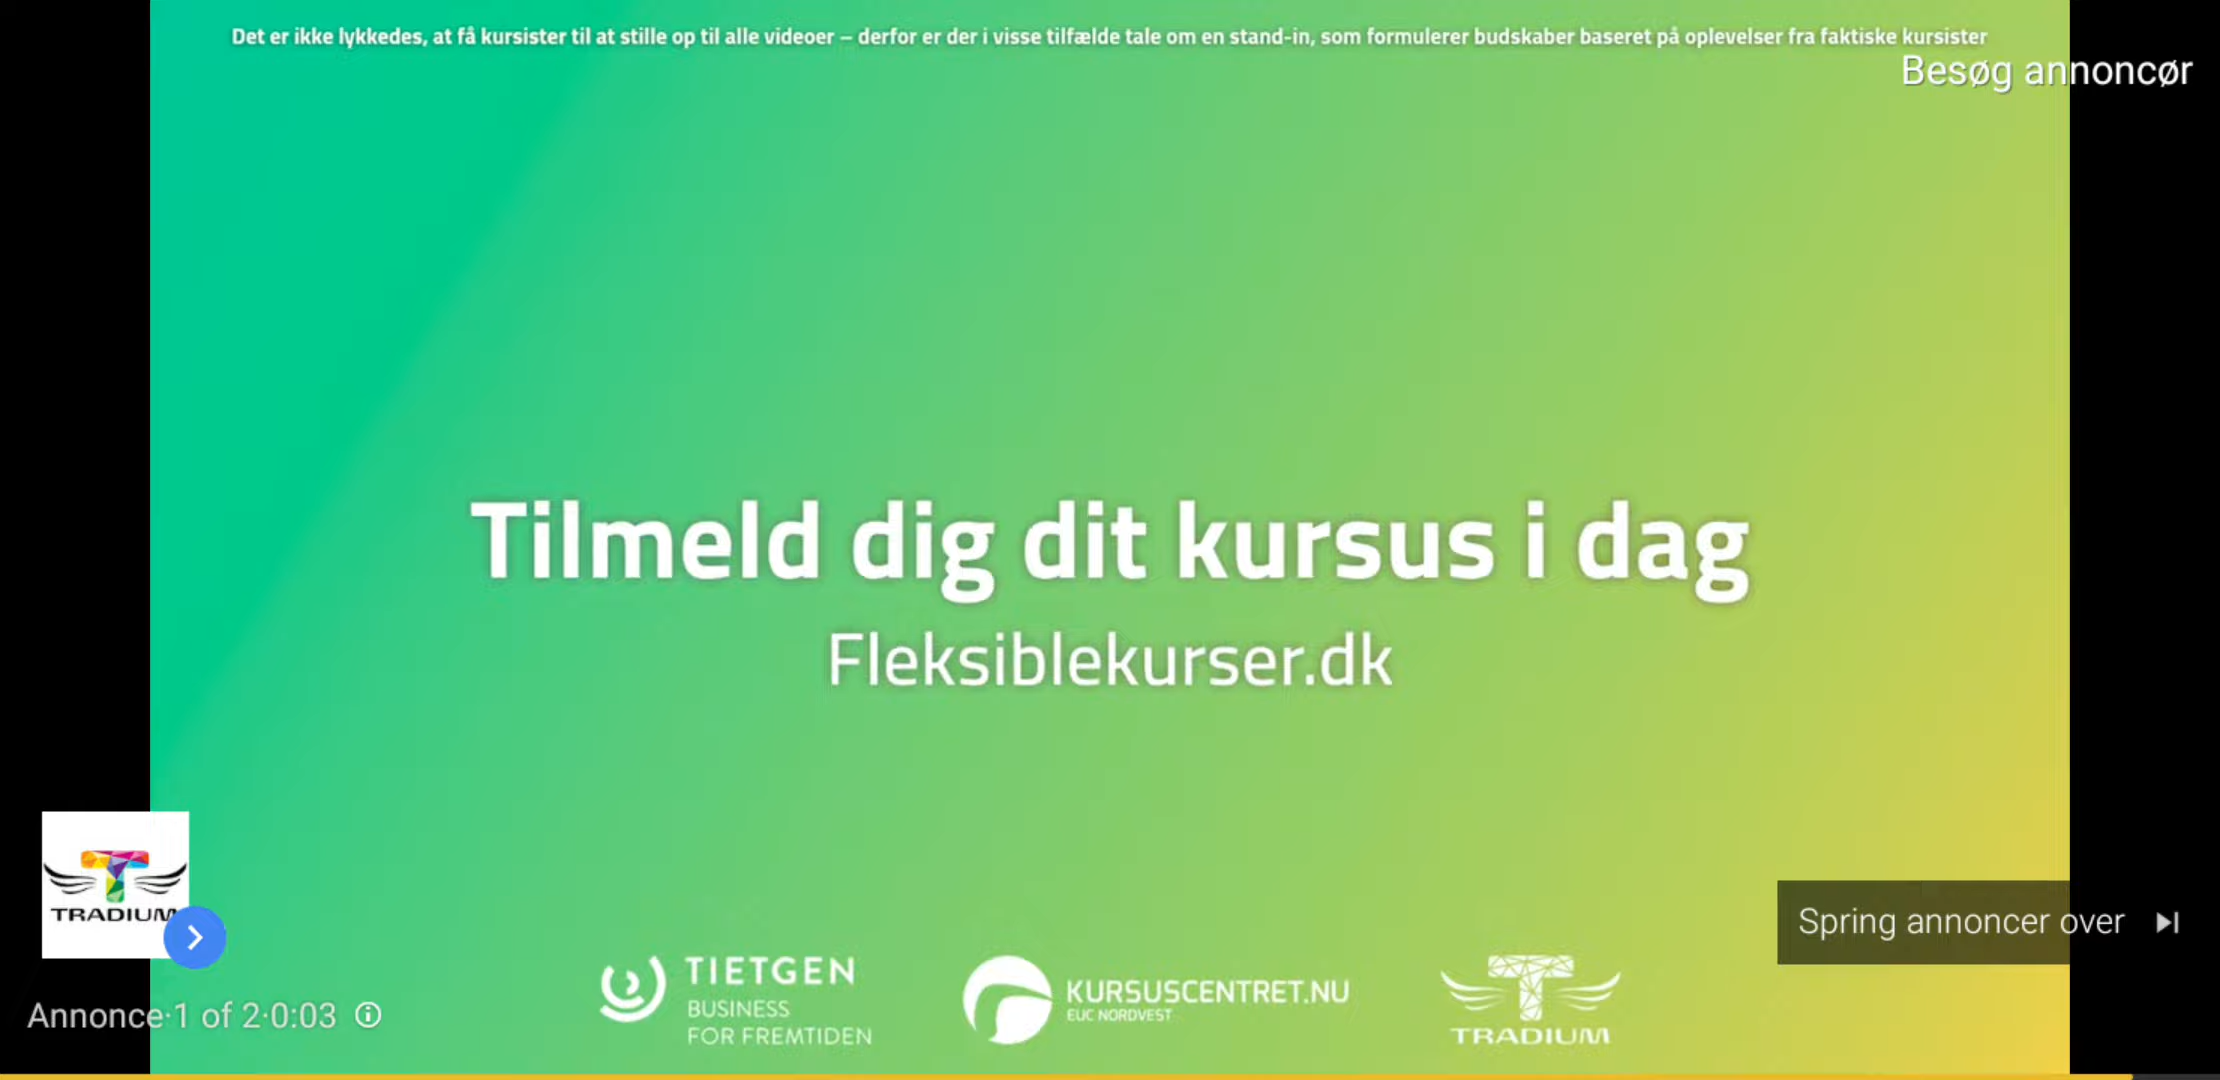 Det er ikke lykkedes, at få kursister til at stille op til alle videoer – derfor er der i visse tilfælde tale om en stand-in, som formulerer budskaber baseret på oplevelser fra faktiske kursister
Besøg annoncør
Tilmeld dig dit kursus i dag
Fleksiblekurser.dk
TRADIUM
Spring annoncer over
TIETGEN
BUSINESS
FOR FREMTIDEN
KURSUSCENTRET.NU
EUC NORDVEST
TRADIUM
Annonce·1 of 2·0:03